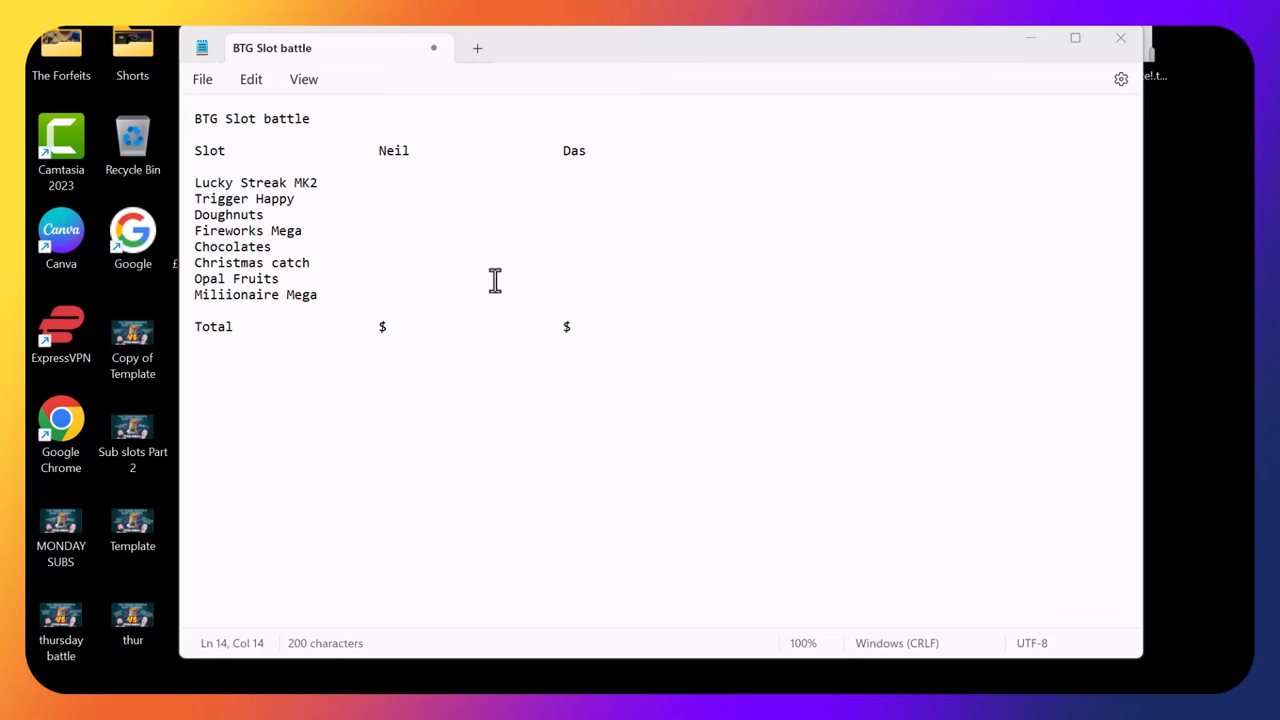 The Forfeits
Shorts
Camtasia
2023
Recycle Bin
Canva
Google
£
ExpressVPN
Copy of
Template
Google
Chrome
Sub slots Part
2
MONDAY
SUBS
Template
thursday
battle
thur
BTG Slot battle
File Edit View
BTG Slot battle
Slot Neil Das
Lucky Streak MK2
Trigger Happy
Doughnuts
Fireworks Mega
Chocolates
Christmas catch
Opal Fruits
Miliionaire Mega
Total $ $
Ln 14, Col 14 200 characters 100% Windows (CRLF) UTF-8
e!.t...